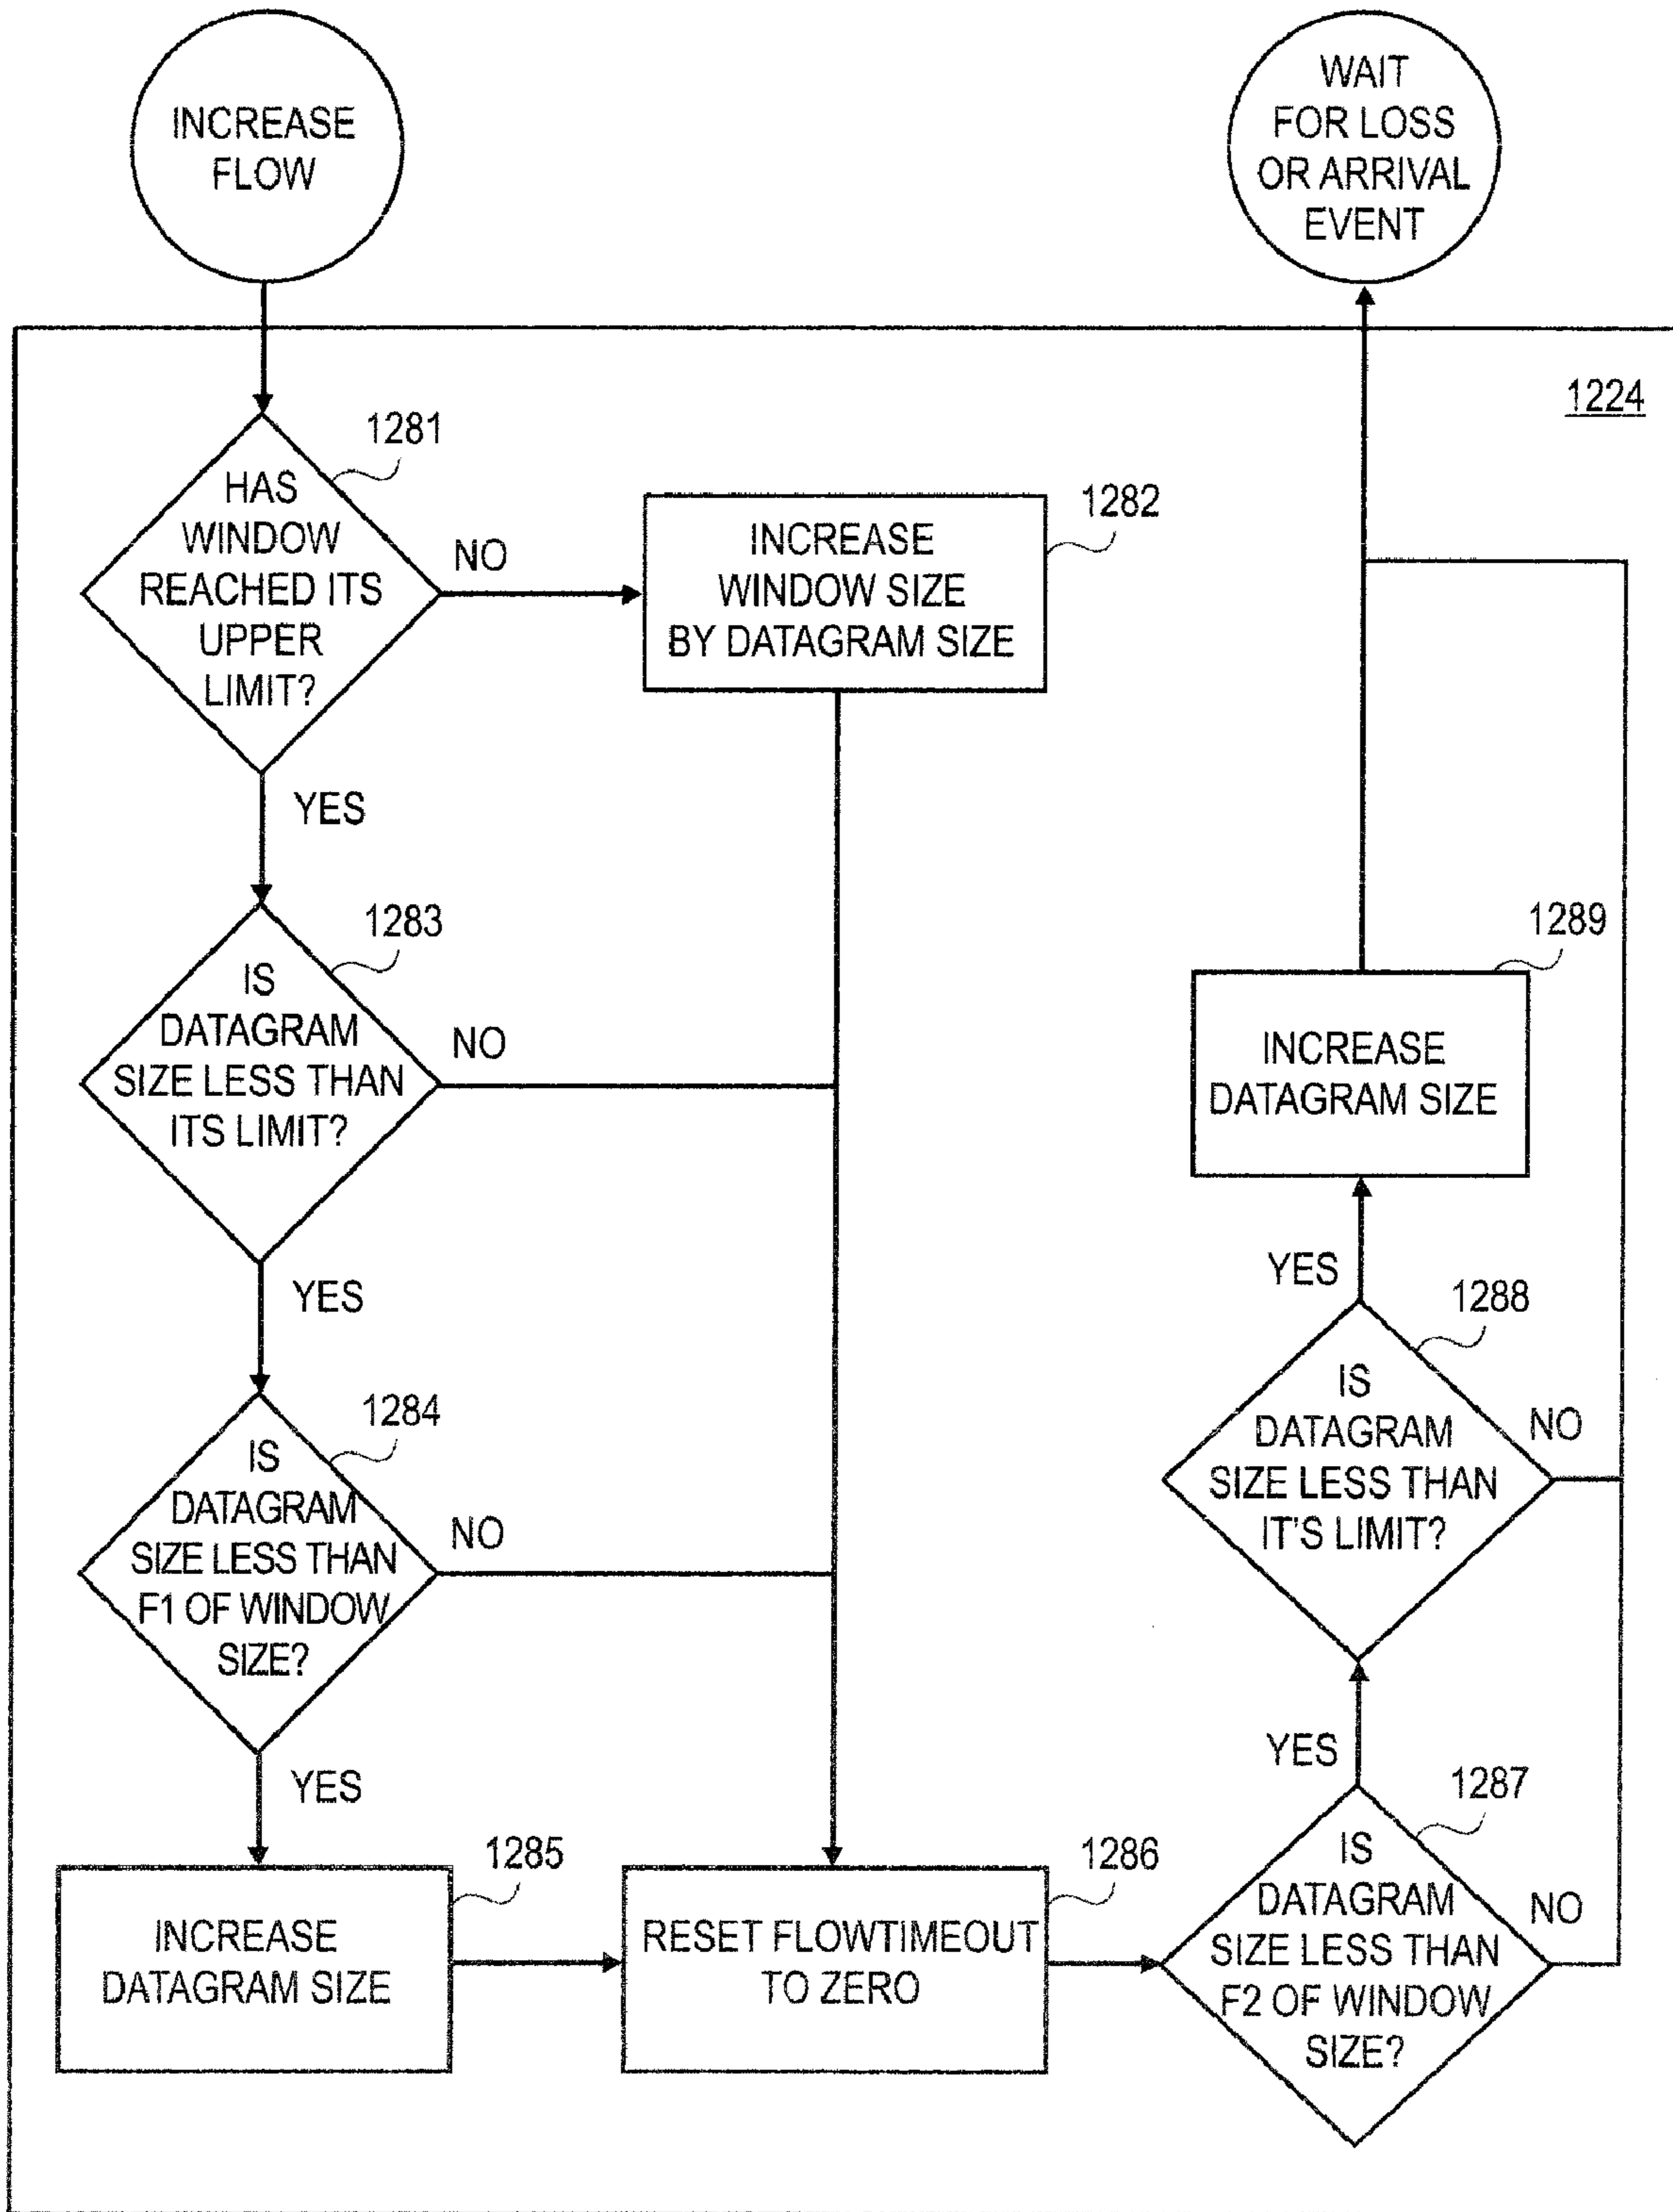 INCREASE
FLOW
WAIT
FOR LOSS
OR ARRIVAL
EVENT
1224
1281
HAS
WINDOW
REACHED ITS
UPPER
LIMIT?
NO
YES
1282
INCREASE
WINDOW SIZE
BY DATAGRAM SIZE
1283
IS
DATAGRAM
SIZE LESS THAN
ITS LIMIT?
NO
YES
1284
IS
DATAGRAM
SIZE LESS THAN
F1 OF WINDOW
SIZE?
NO
YES
1285
INCREASE
DATAGRAM SIZE
1286
RESET FLOWTIMEOUT
TO ZERO
1287
IS
DATAGRAM
SIZE LESS THAN
F2 OF WINDOW
SIZE?
NO
YES
1288
IS
DATAGRAM
SIZE LESS THAN
IT'S LIMIT?
NO
YES
1289
INCREASE
DATAGRAM SIZE